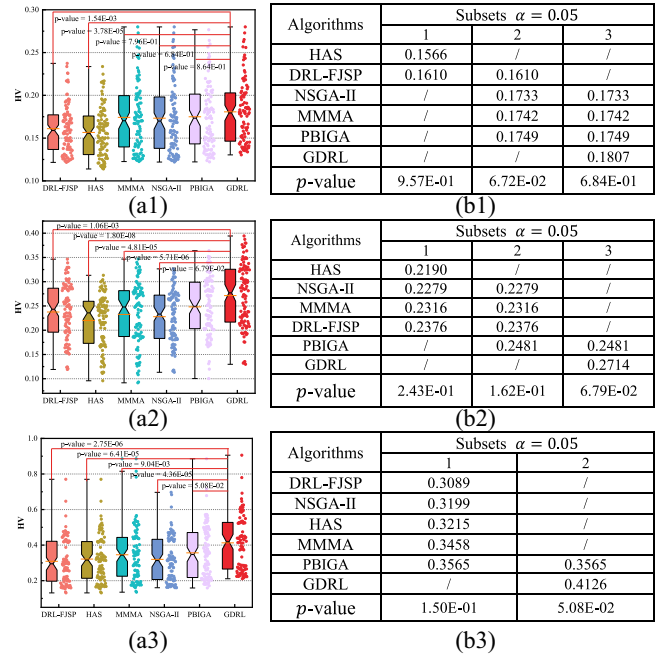 p-value = 1.54E-03
p-value = 3.78E-05
p-value = 7.96E-01
p-value = 6.84E-01
p-value = 8.64E-01
0.30
0.25
0.20
0.15
0.10
HV
DRL-FJSP HAS MMMA NSGA-II PBIGA GDRL
(a1)
Algorithms Subsets α = 0.05
1 2 3
HAS 0.1566 / /
DRL-FJSP 0.1610 0.1610 /
NSGA-II / 0.1733 0.1733
MMMA / 0.1742 0.1742
PBIGA / 0.1749 0.1749
GDRL / / 0.1807
p-value 9.57E-01 6.72E-02 6.84E-01
(b1)
p-value = 1.06E-03
p-value = 1.80E-08
p-value = 4.81E-05
p-value = 5.71E-06
p-value = 6.79E-02
0.40
0.35
0.30
0.25
0.20
0.15
0.10
HV
DRL-FJSP HAS MMMA NSGA-II PBIGA GDRL
(a2)
Algorithms Subsets α = 0.05
1 2 3
HAS 0.2190 / /
NSGA-II 0.2279 0.2279 /
MMMA 0.2316 0.2316 /
DRL-FJSP 0.2376 0.2376 /
PBIGA / 0.2481 0.2481
GDRL / / 0.2714
p-value 2.43E-01 1.62E-01 6.79E-02
(b2)
p-value = 2.75E-06
p-value = 6.41E-05
p-value = 9.04E-03
p-value = 4.36E-05
p-value = 5.08E-02
1.0
0.8
0.6
0.4
0.2
HV
DRL-FJSP HAS MMMA NSGA-II PBIGA GDRL
(a3)
Algorithms Subsets α = 0.05
1 2
DRL-FJSP 0.3089 /
NSGA-II 0.3199 /
HAS 0.3215 /
MMMA 0.3458 /
PBIGA 0.3565 0.3565
GDRL / 0.4126
p-value 1.50E-01 5.08E-02
(b3)